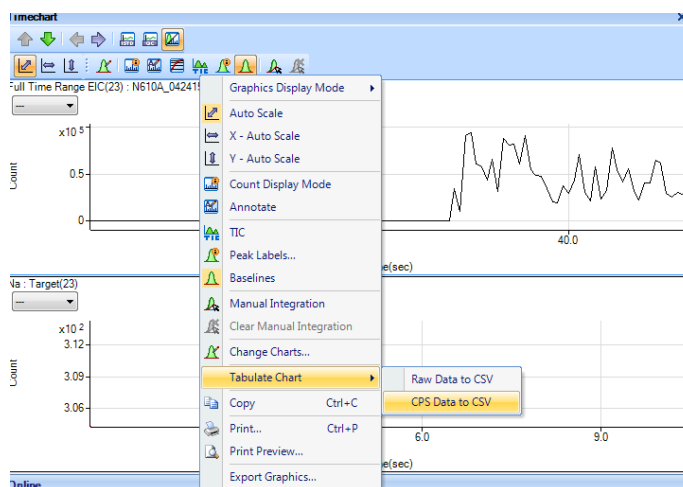 Timechart
Full Time Range EIC(23) : N610A_04241
---
x10 5
0.5
0
Count
40.0
e(sec)
Na : Target(23)
---
x10 2
3.12
3.09
3.06
Count
6.0
9.0
e(sec)
Online
TIC
Graphics Display Mode
Auto Scale
X - Auto Scale
Y - Auto Scale
Count Display Mode
Annotate
TIC
TIC
Peak Labels...
Baselines
Manual Integration
Clear Manual Integration
Change Charts...
Tabulate Chart
Raw Data to CSV
CPS Data to CSV
Copy Ctrl+C
Print... Ctrl+P
Print Preview...
Export Graphics...